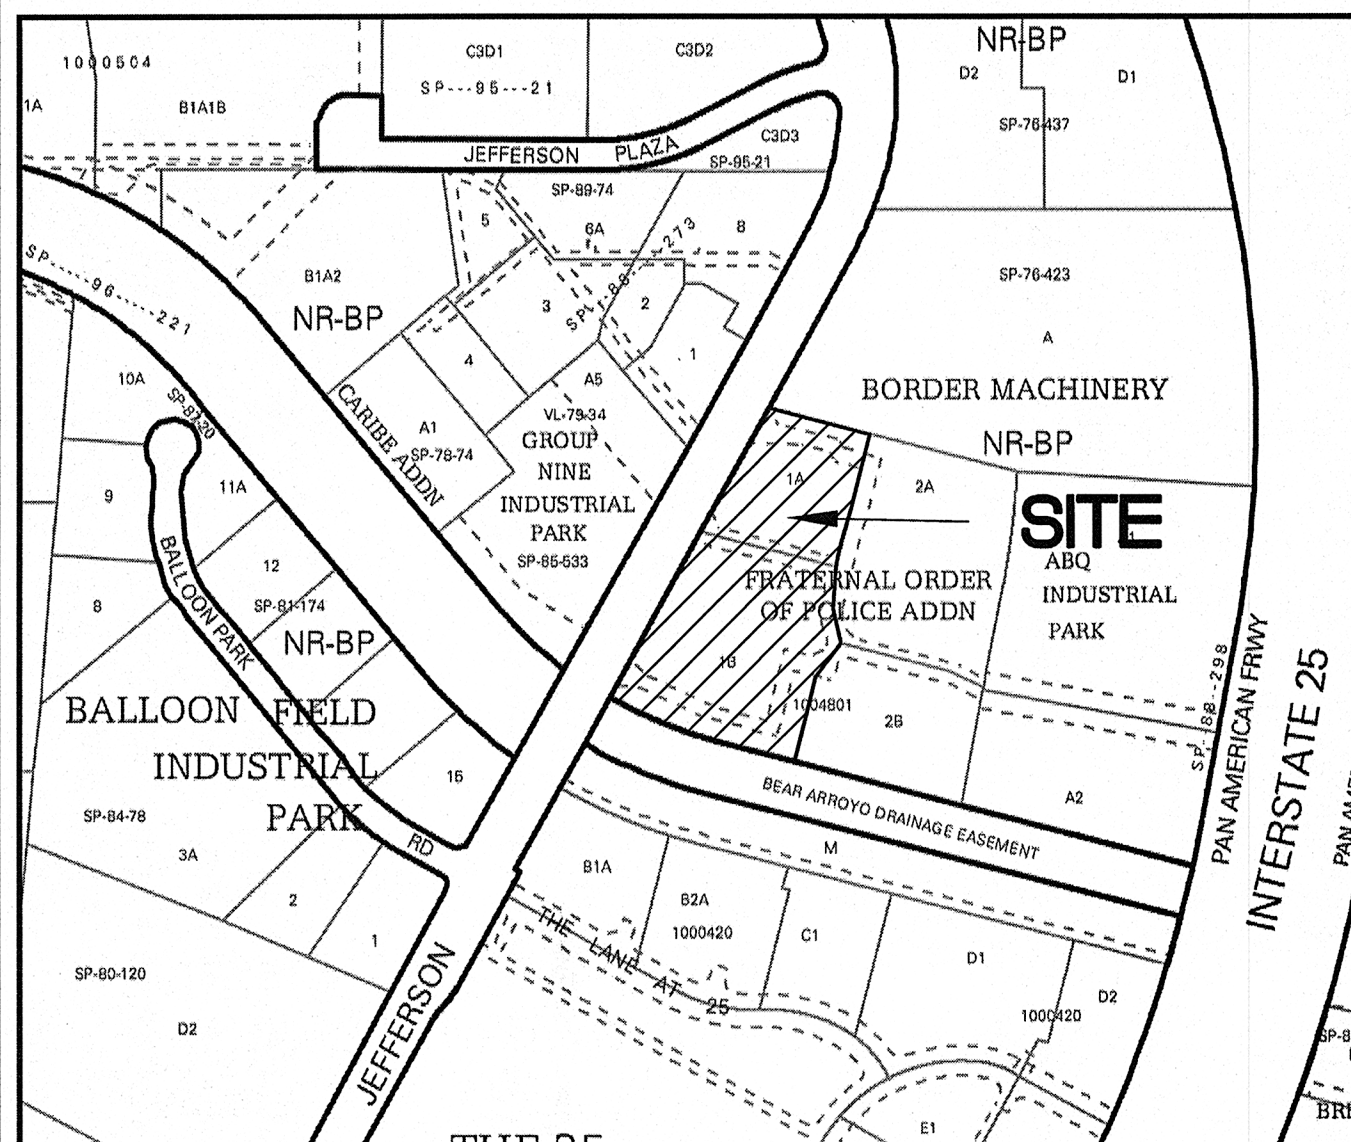 1000504
C3D1
C3D2
NR-BP
D2
D1
SP---95---21
1A
B1A1B
SP-76-437
C3D3
JEFFERSON PLAZA
SP-95-21
SP-89-74
5
6A
8
SP-----96-----221
B1A2
SP-76-423
3
2
NR-BP
A
1
4
10A
A5
BORDER MACHINERY
SP-82-20
CARIBE ADDN
VL-79-34
A1
SP-78-74
GROUP
NINE
INDUSTRIAL
PARK
SP-85-533
NR-BP
1A
2A
11A
9
SITE
1
ABQ
INDUSTRIAL
PARK
FRATERNAL ORDER
OF POLICE ADDN
12
8
SP-81-174
BALLOON PARK
RD
NR-BP
1B
1004801
2B
SP--88--298
PAN AMERICAN FRWY
INTERSTATE 25
BALLOON FIELD
INDUSTRIAL
PARK
15
A2
BEAR ARROYO DRAINAGE EASEMENT
SP-84-78
M
3A
B1A
2
B2A
1000420
C1
1
THE LANE AT 25
D1
SP-80-120
D2
D2
1000420
JEFFERSON
E1